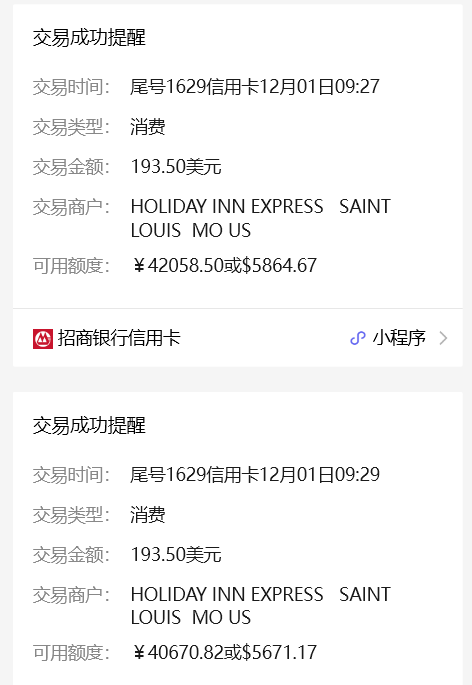 交易成功提醒
交易时间： 尾号1629信用卡12月01日09:27
交易类型： 消费
交易金额： 193.50美元
交易商户： HOLIDAY INN EXPRESS   SAINT
LOUIS  MO US
可用额度： ￥42058.50或$5864.67
招商银行信用卡 小程序
交易成功提醒
交易时间： 尾号1629信用卡12月01日09:29
交易类型： 消费
交易金额： 193.50美元
交易商户： HOLIDAY INN EXPRESS   SAINT
LOUIS  MO US
可用额度： ￥40670.82或$5671.17